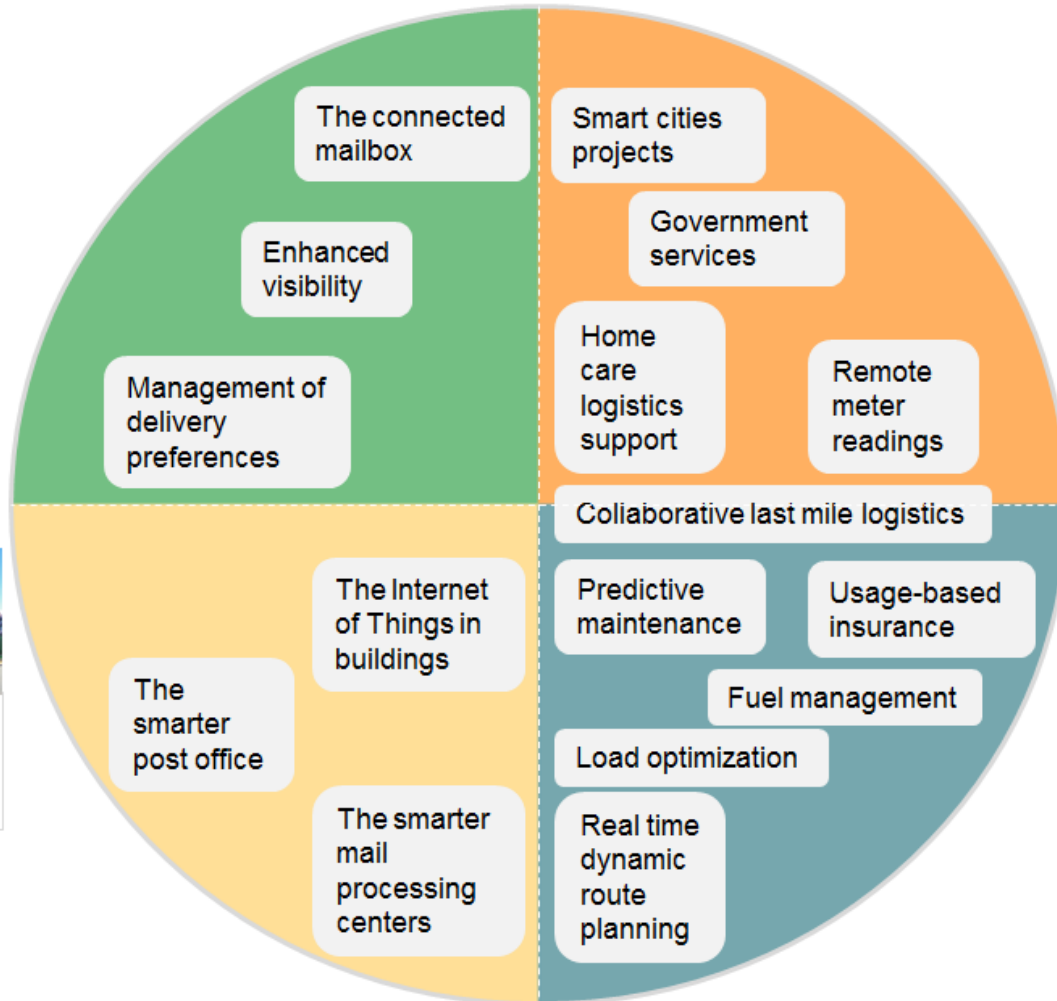 The connected
mailbox
Enhanced
visibility
Management of
delivery
preferences
Smart cities
projects
Government
services
Home
care
logistics
support
Remote
meter
readings
Collaborative last mile logistics
The Internet
of Things in
buildings
The
smarter
post office
The smarter
mail
processing
centers
Predictive
maintenance
Usage-based
insurance
Fuel management
Load optimization
Real time
dynamic
route
planning